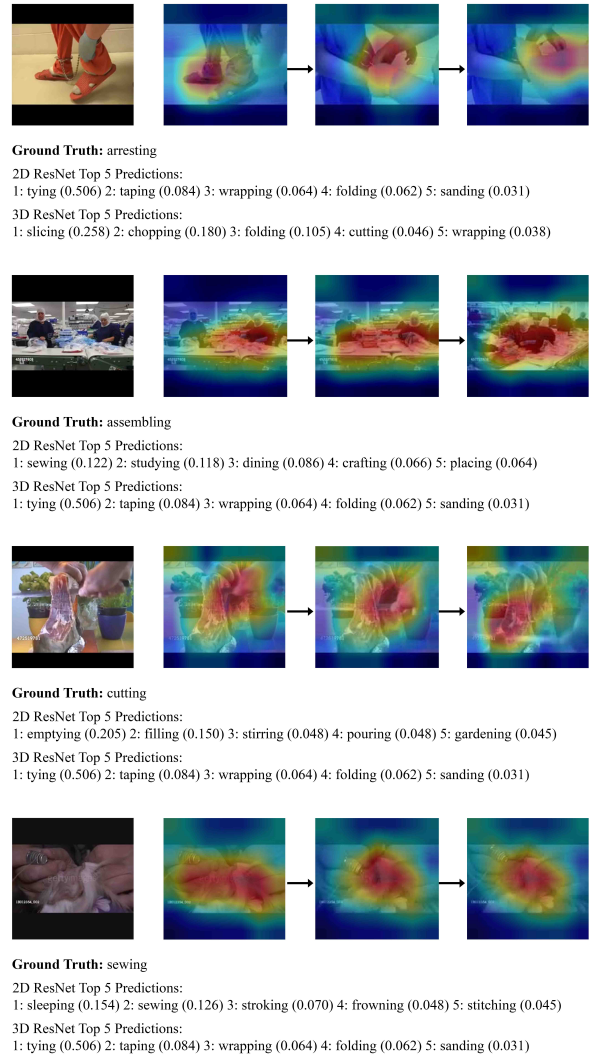 Ground Truth: arresting
2D ResNet Top 5 Predictions:
1: tying (0.506) 2: taping (0.084) 3: wrapping (0.064) 4: folding (0.062) 5: sanding (0.031)
3D ResNet Top 5 Predictions:
1: slicing (0.258) 2: chopping (0.180) 3: folding (0.105) 4: cutting (0.046) 5: wrapping (0.038)
Ground Truth: assembling
2D ResNet Top 5 Predictions:
1: sewing (0.122) 2: studying (0.118) 3: dining (0.086) 4: crafting (0.066) 5: placing (0.064)
3D ResNet Top 5 Predictions:
1: tying (0.506) 2: taping (0.084) 3: wrapping (0.064) 4: folding (0.062) 5: sanding (0.031)
Ground Truth: cutting
2D ResNet Top 5 Predictions:
1: emptying (0.205) 2: filling (0.150) 3: stirring (0.048) 4: pouring (0.048) 5: gardening (0.045)
3D ResNet Top 5 Predictions:
1: tying (0.506) 2: taping (0.084) 3: wrapping (0.064) 4: folding (0.062) 5: sanding (0.031)
Ground Truth: sewing
2D ResNet Top 5 Predictions:
1: sleeping (0.154) 2: sewing (0.126) 3: stroking (0.070) 4: frowning (0.048) 5: stitching (0.045)
3D ResNet Top 5 Predictions:
1: tying (0.506) 2: taping (0.084) 3: wrapping (0.064) 4: folding (0.062) 5: sanding (0.031)